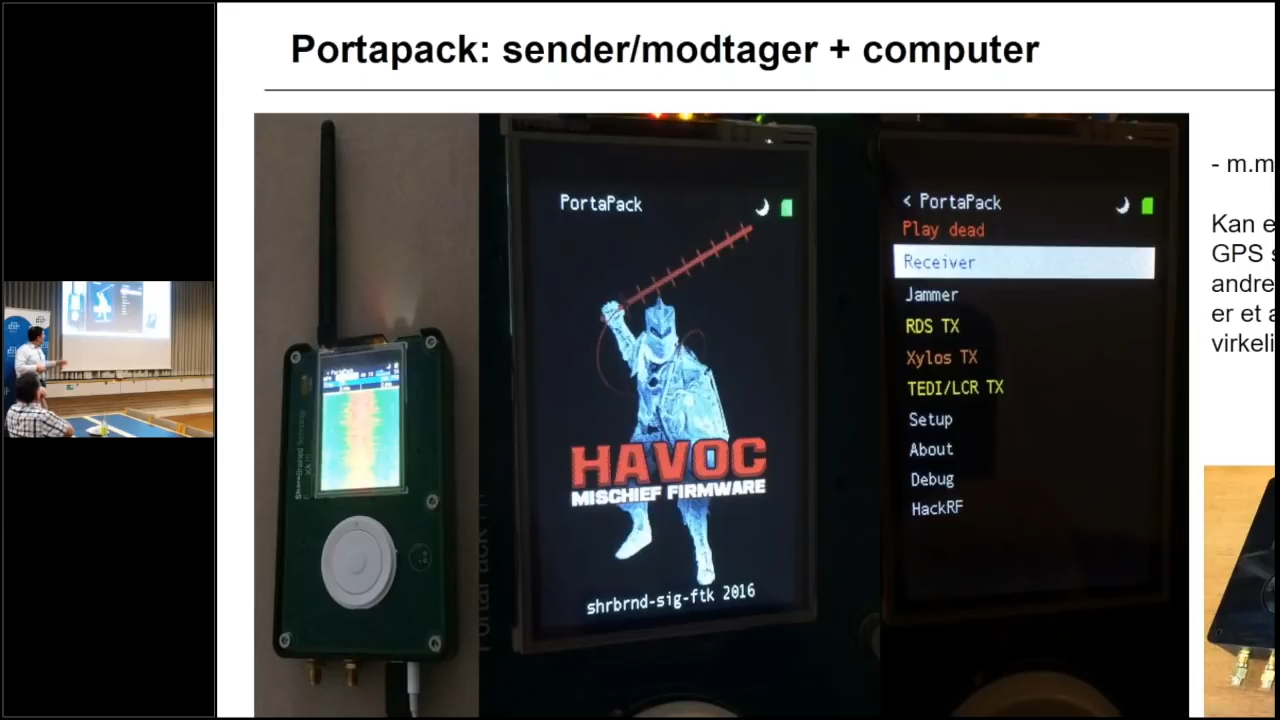 Portapack: sender/modtager + computer
PortaPack
HAVOC
MISCHIEF FIRMWARE
shrbrnd-sig-ftk 2016
< PortaPack
Play dead
Receiver
Jammer
RDS TX
Xylos TX
TEDI/LCR TX
Setup
About
Debug
HackRF
- m.m
Kan e
GPS s
andre
er et a
virkeli